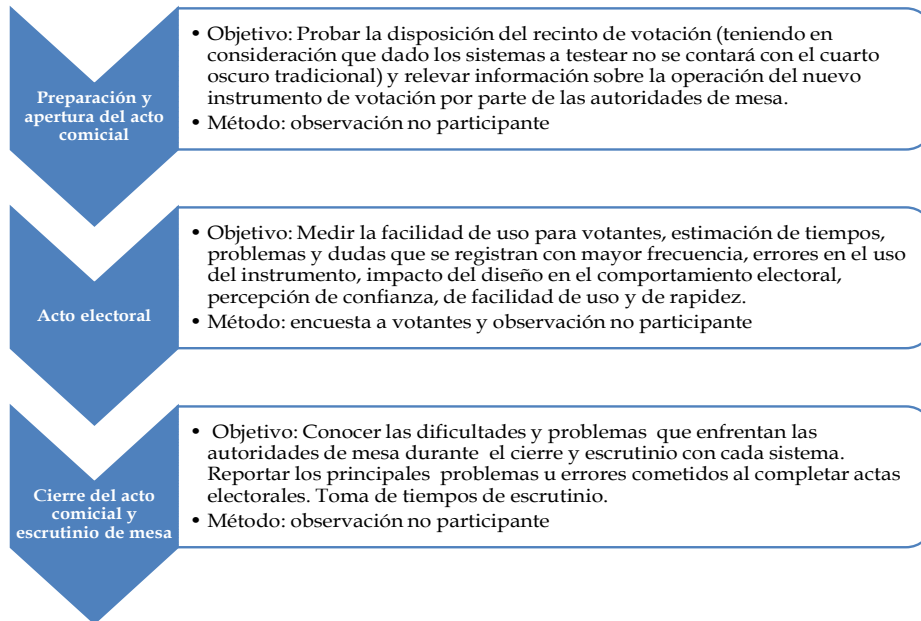 Preparación y
apertura del acto
comicial
• Objetivo: Probar la disposición del recinto de votación (teniendo en
consideración que dado los sistemas a testear no se contará con el cuarto
oscuro tradicional) y relevar información sobre la operación del nuevo
instrumento de votación por parte de las autoridades de mesa.
• Método: observación no participante
Acto electoral
• Objetivo: Medir la facilidad de uso para votantes, estimación de tiempos,
problemas y dudas que se registran con mayor frecuencia, errores en el uso
del instrumento, impacto del diseño en el comportamiento electoral,
percepción de confianza, de facilidad de uso y de rapidez.
• Método: encuesta a votantes y observación no participante
Cierre del acto
comicial y
escrutinio de mesa
• Objetivo: Conocer las dificultades y problemas que enfrentan las
autoridades de mesa durante el cierre y escrutinio con cada sistema.
Reportar los principales problemas u errores cometidos al completar actas
electorales. Toma de tiempos de escrutinio.
• Método: observación no participante